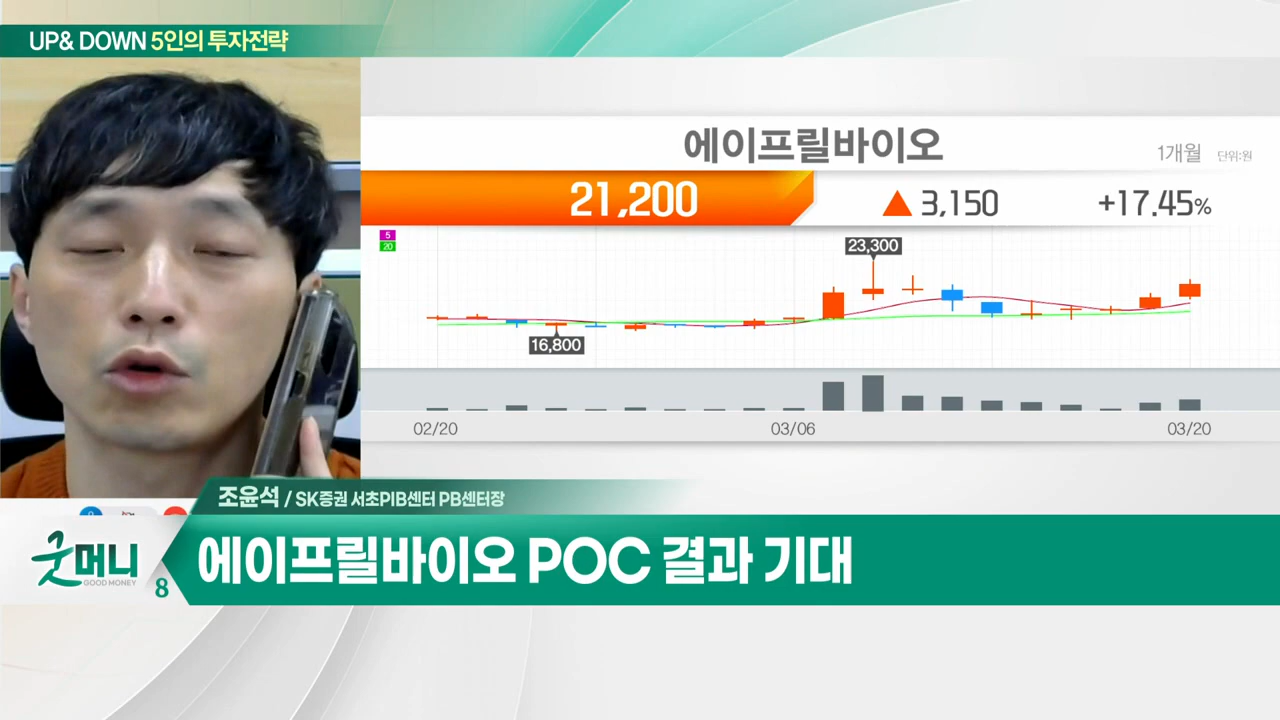 UP& DOWN 5인의 투자전략
에이프릴바이오
1개월 단위:원
21,200 ▲ 3,150 +17.45%
5
20
23,300
16,800
02/20 03/06 03/20
조윤석 / SK증권 서초PIB센터 PB센터장
에이프릴바이오 POC 결과 기대
굿머니
GOOD MONEY
8